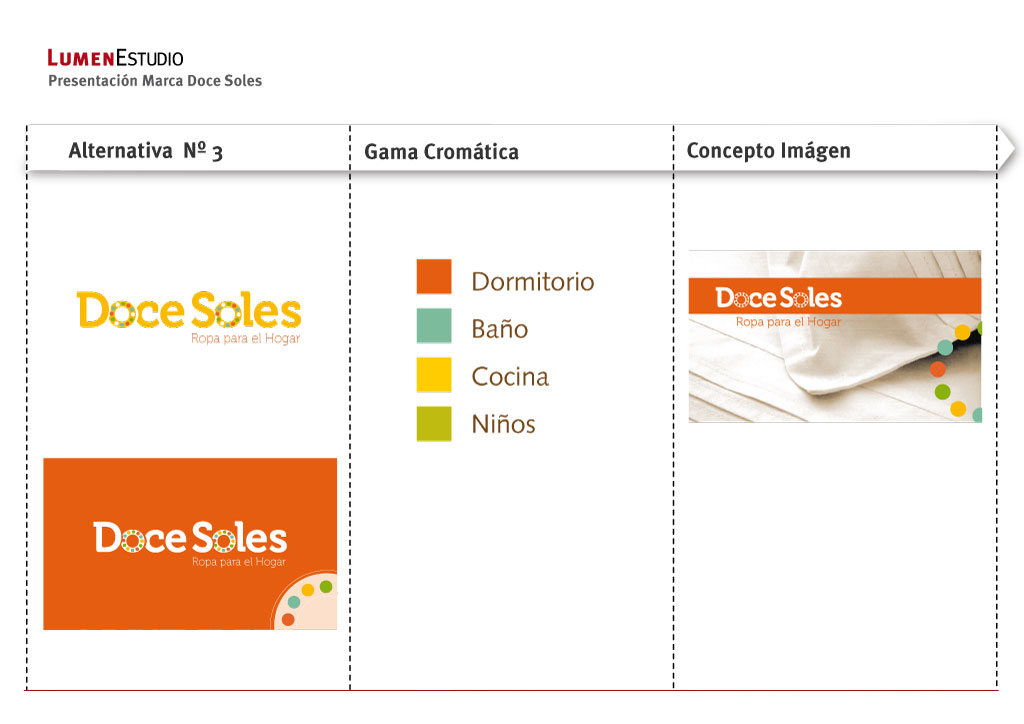 LUMENESTUDIO
Presentación Marca Doce Soles
Alternativa Nº 3
Gama Cromática
Concepto Imágen
Doce Soles
Ropa para el Hogar
Doce Soles
Ropa para el Hogar
Dormitorio
Baño
Cocina
Niños
Doce Soles
Ropa para el Hogar